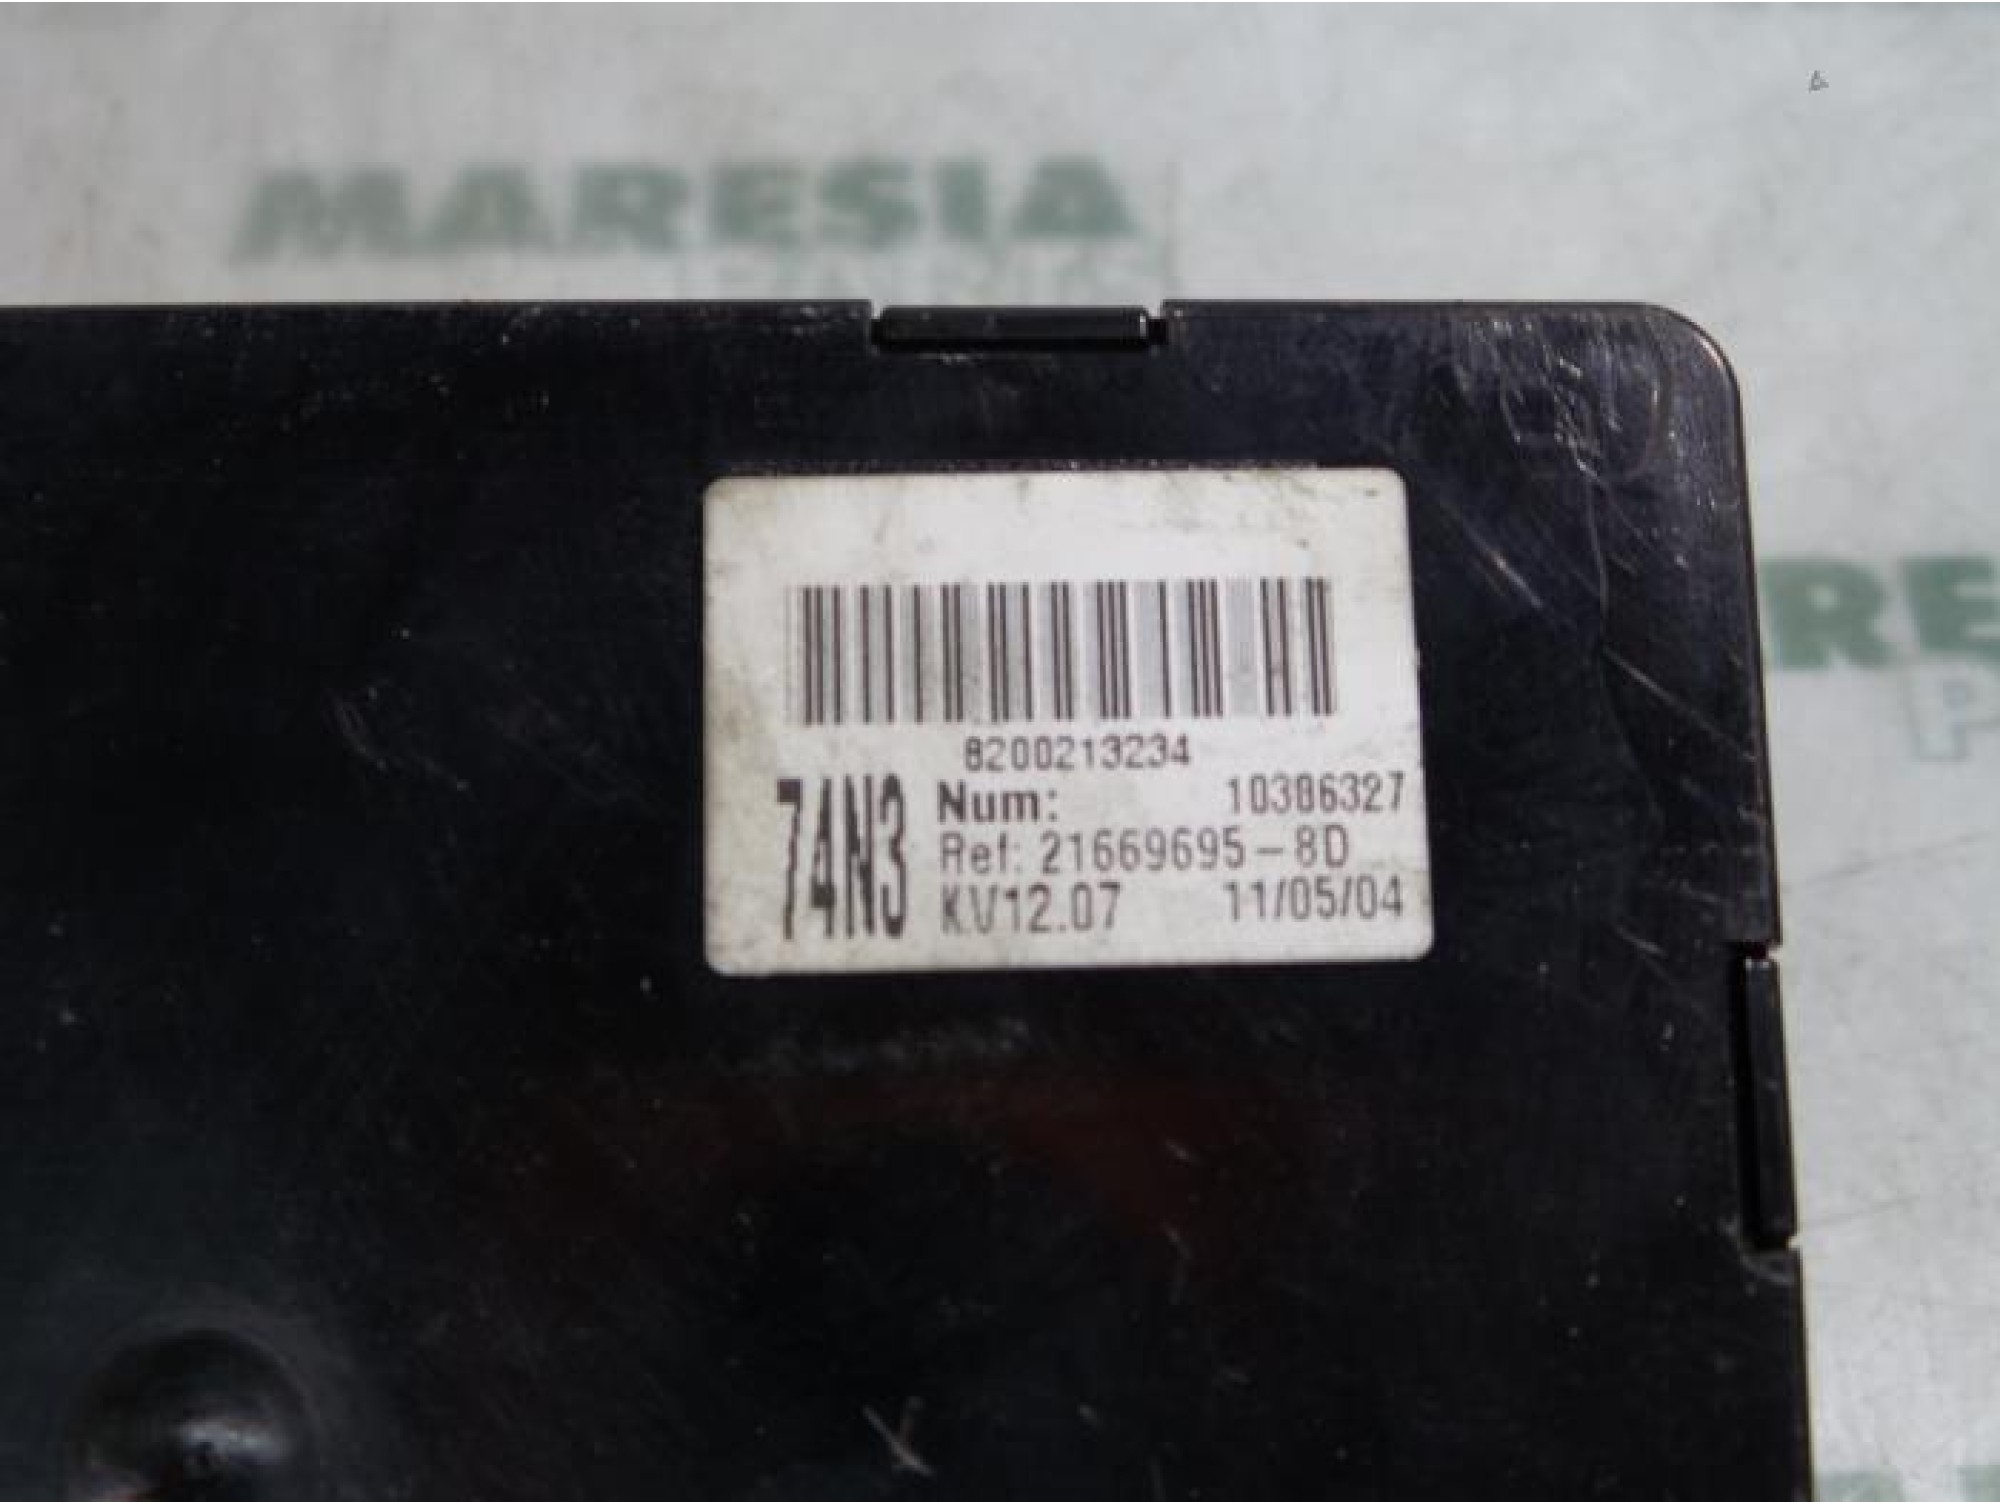 MARESIA
8200213234
74N3
Num: 10386327
Ref: 21669695-8D
KV12.07 11/05/04